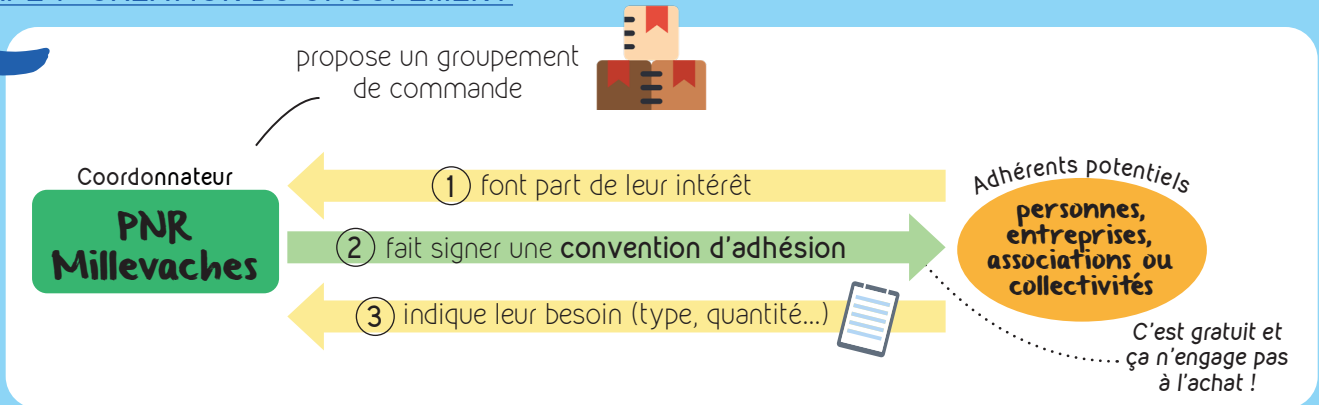 propose un groupement
de commande
Coordonnateur
PNR
Millevaches
1 font part de leur intérêt
2 fait signer une convention d'adhésion
3 indique leur besoin (type, quantité...)
Adhérents potentiels
personnes,
entreprises,
associations ou
collectivités
C'est gratuit et
ça n'engage pas
à l'achat !